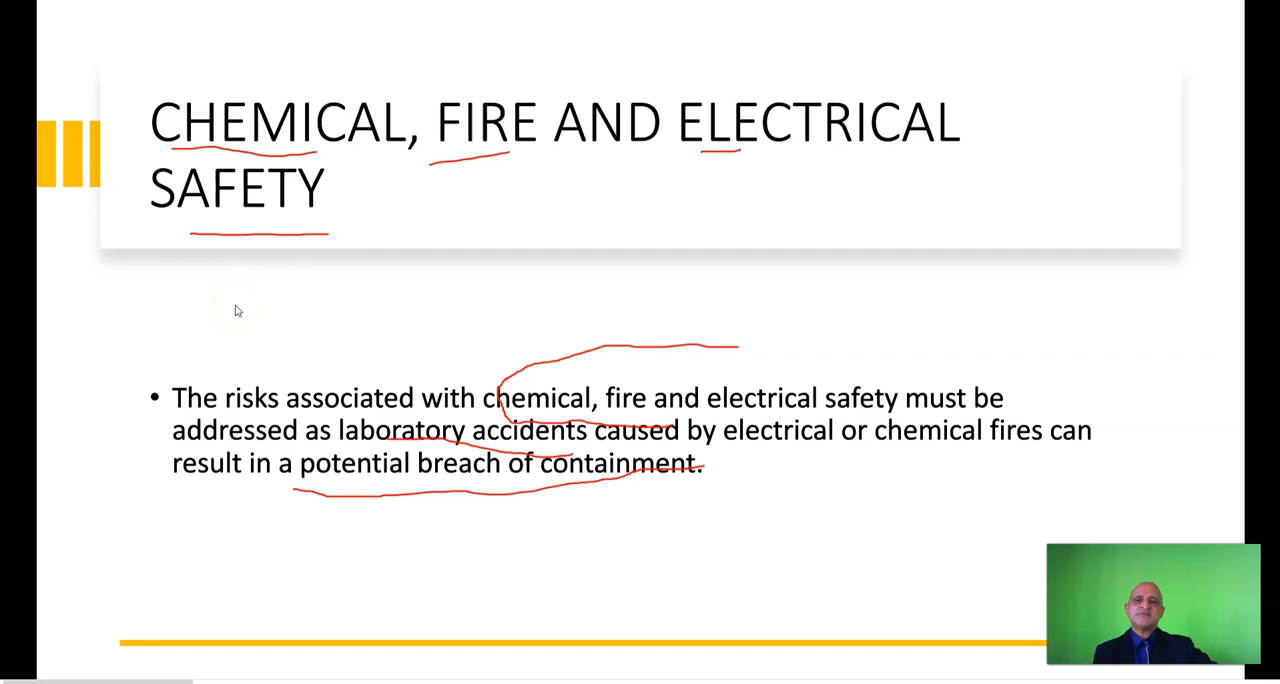 CHEMICAL, FIRE AND ELECTRICAL
SAFETY
• The risks associated with chemical, fire and electrical safety must be
addressed as laboratory accidents caused by electrical or chemical fires can
result in a potential breach of containment.